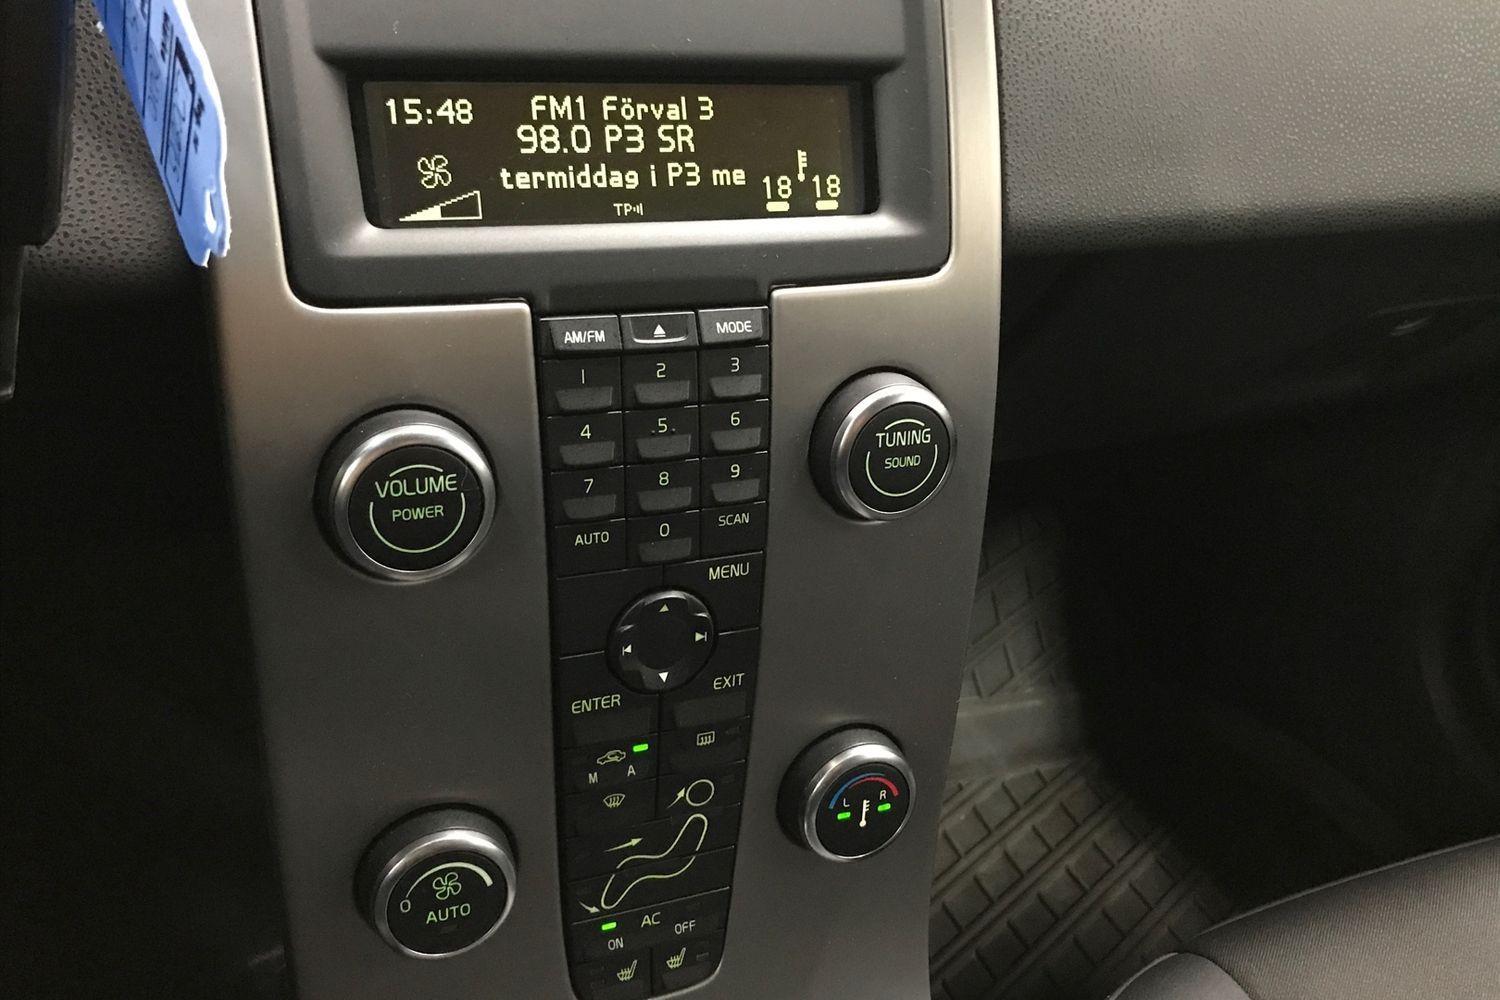 15:48 FM1 Förval 3
98.0 P3 SR
termiddag i P3 me
18 18
TP
AM/FM MODE
1 2 3
4 5 6
7 8 9
AUTO 0 SCAN
VOLUME
POWER
TUNING
SOUND
MENU
EXIT
ENTER
M A
L R
0 AUTO
AC
ON OFF